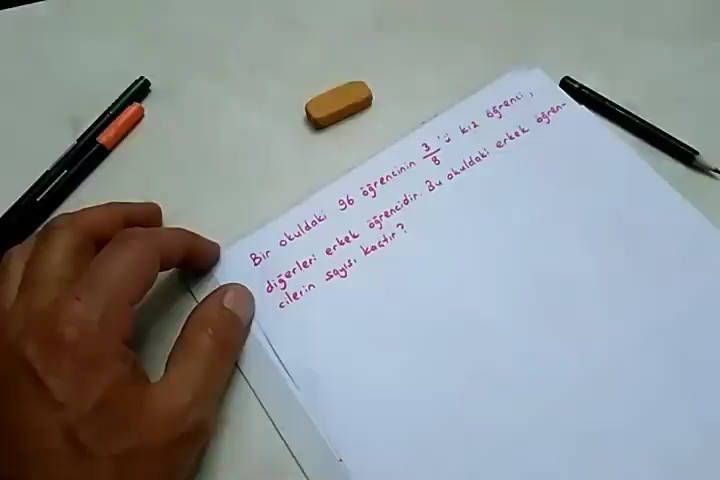 Bir okuldaki 96 öğrencinin 3/8 'ü kız öğrenci,
diğerleri erkek öğrencidir. Bu okuldaki erkek öğren-
cilerin sayısı kaçtır?